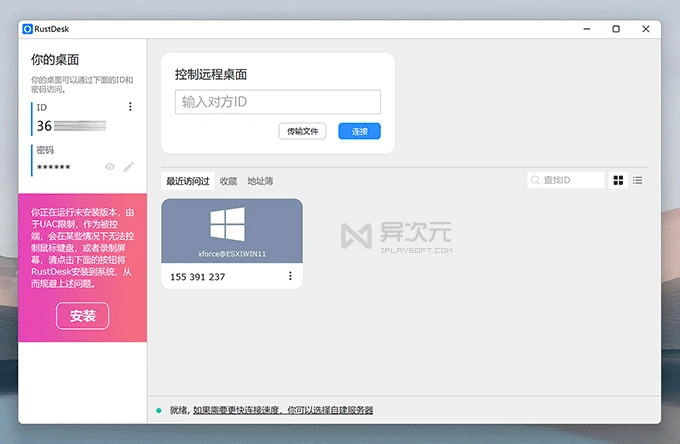 RustDesk
你的桌面
你的桌面可以通过下面的ID和
密码访问。
ID
36
密码
******
你正在运行未安装版本，由
于UAC限制，作为被控
端，会在某些情况下无法控
制鼠标键盘，或者录制屏
幕，请点击下面的按钮将
RustDesk安装到系统，从
而规避上述问题。
安装
控制远程桌面
输入对方ID
传输文件
连接
最近访问过
收藏
地址簿
查找ID
xforce@ESXIWIN11
155 391 237
异次元
IPLAYSOFT.COM
就绪，如果需要更快连接速度，你可以选择自建服务器